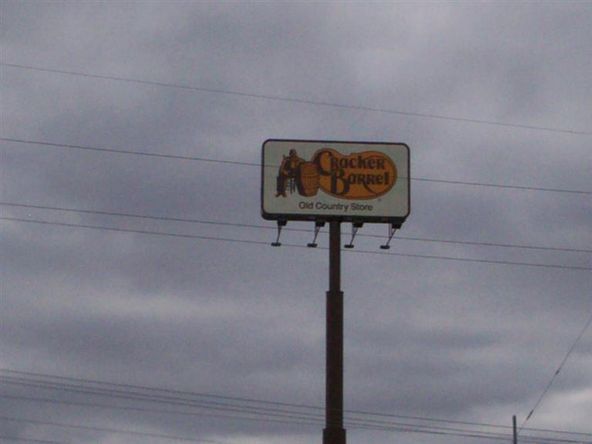 Cracker
Barrel
Old Country Store